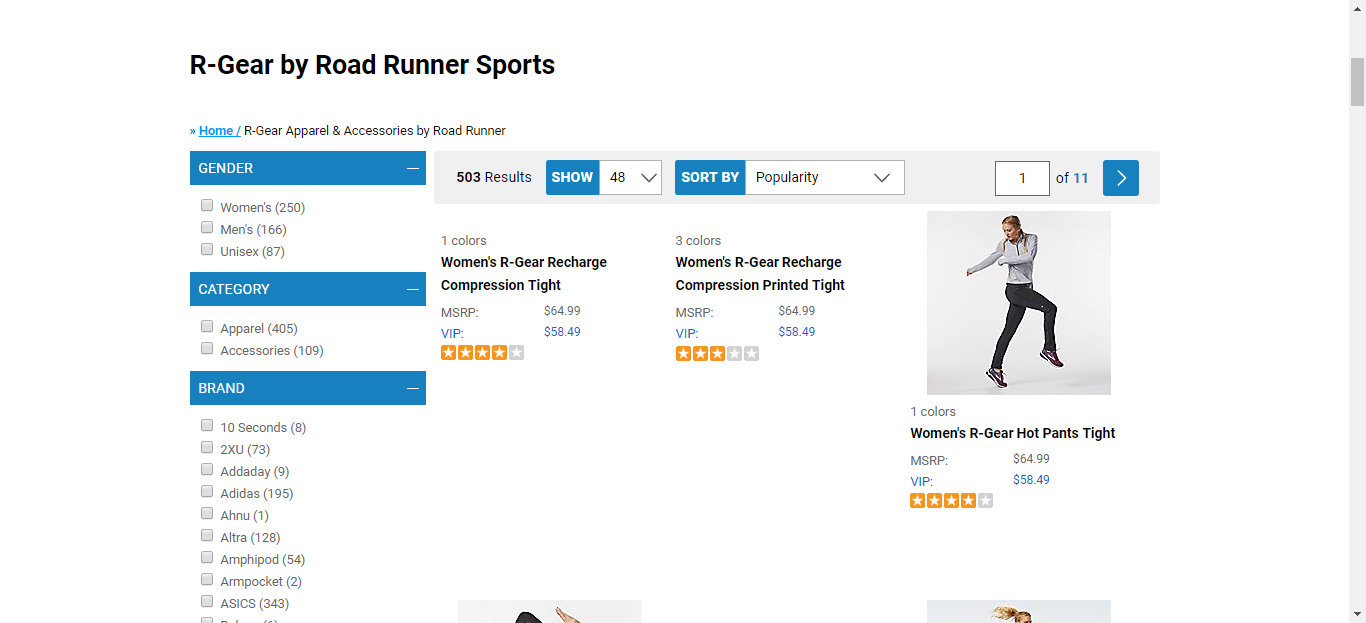 R-Gear by Road Runner Sports
» Home / R-Gear Apparel & Accessories by Road Runner
GENDER
Women's (250)
Men's (166)
Unisex (87)
CATEGORY
Apparel (405)
Accessories (109)
BRAND
10 Seconds (8)
2XU (73)
Addaday (9)
Adidas (195)
Ahnu (1)
Altra (128)
Amphipod (54)
Armpocket (2)
ASICS (343)
503 Results SHOW 48 SORT BY Popularity 1 of 11
1 colors
Women's R-Gear Recharge
Compression Tight
MSRP: $64.99
VIP: $58.49
3 colors
Women's R-Gear Recharge
Compression Printed Tight
MSRP: $64.99
VIP: $58.49
1 colors
Women's R-Gear Hot Pants Tight
MSRP: $64.99
VIP: $58.49